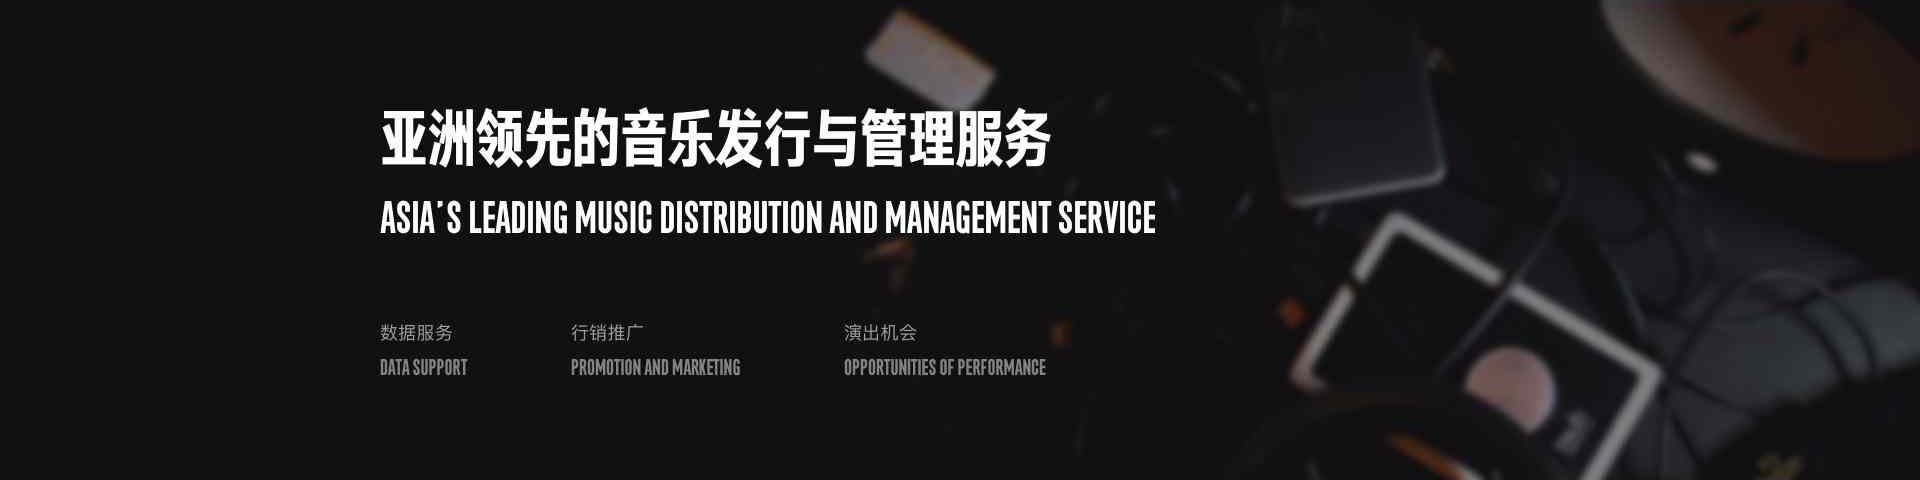 亚洲领先的音乐发行与管理服务
ASIA'S LEADING MUSIC DISTRIBUTION AND MANAGEMENT SERVICE
数据服务
DATA SUPPORT
行销推广
PROMOTION AND MARKETING
演出机会
OPPORTUNITIES OF PERFORMANCE